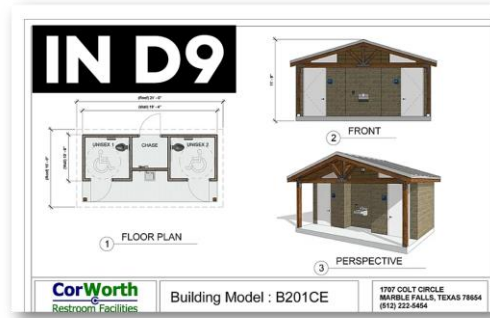 IN D9
UNISEX 1
CHASE
UNISEX 2
1 FLOOR PLAN
2 FRONT
3 PERSPECTIVE
CorWorth
Restroom Facilities
Building Model : B201CE
1707 COLT CIRCLE
MARBLE FALLS, TEXAS 78654
(512) 222-5454